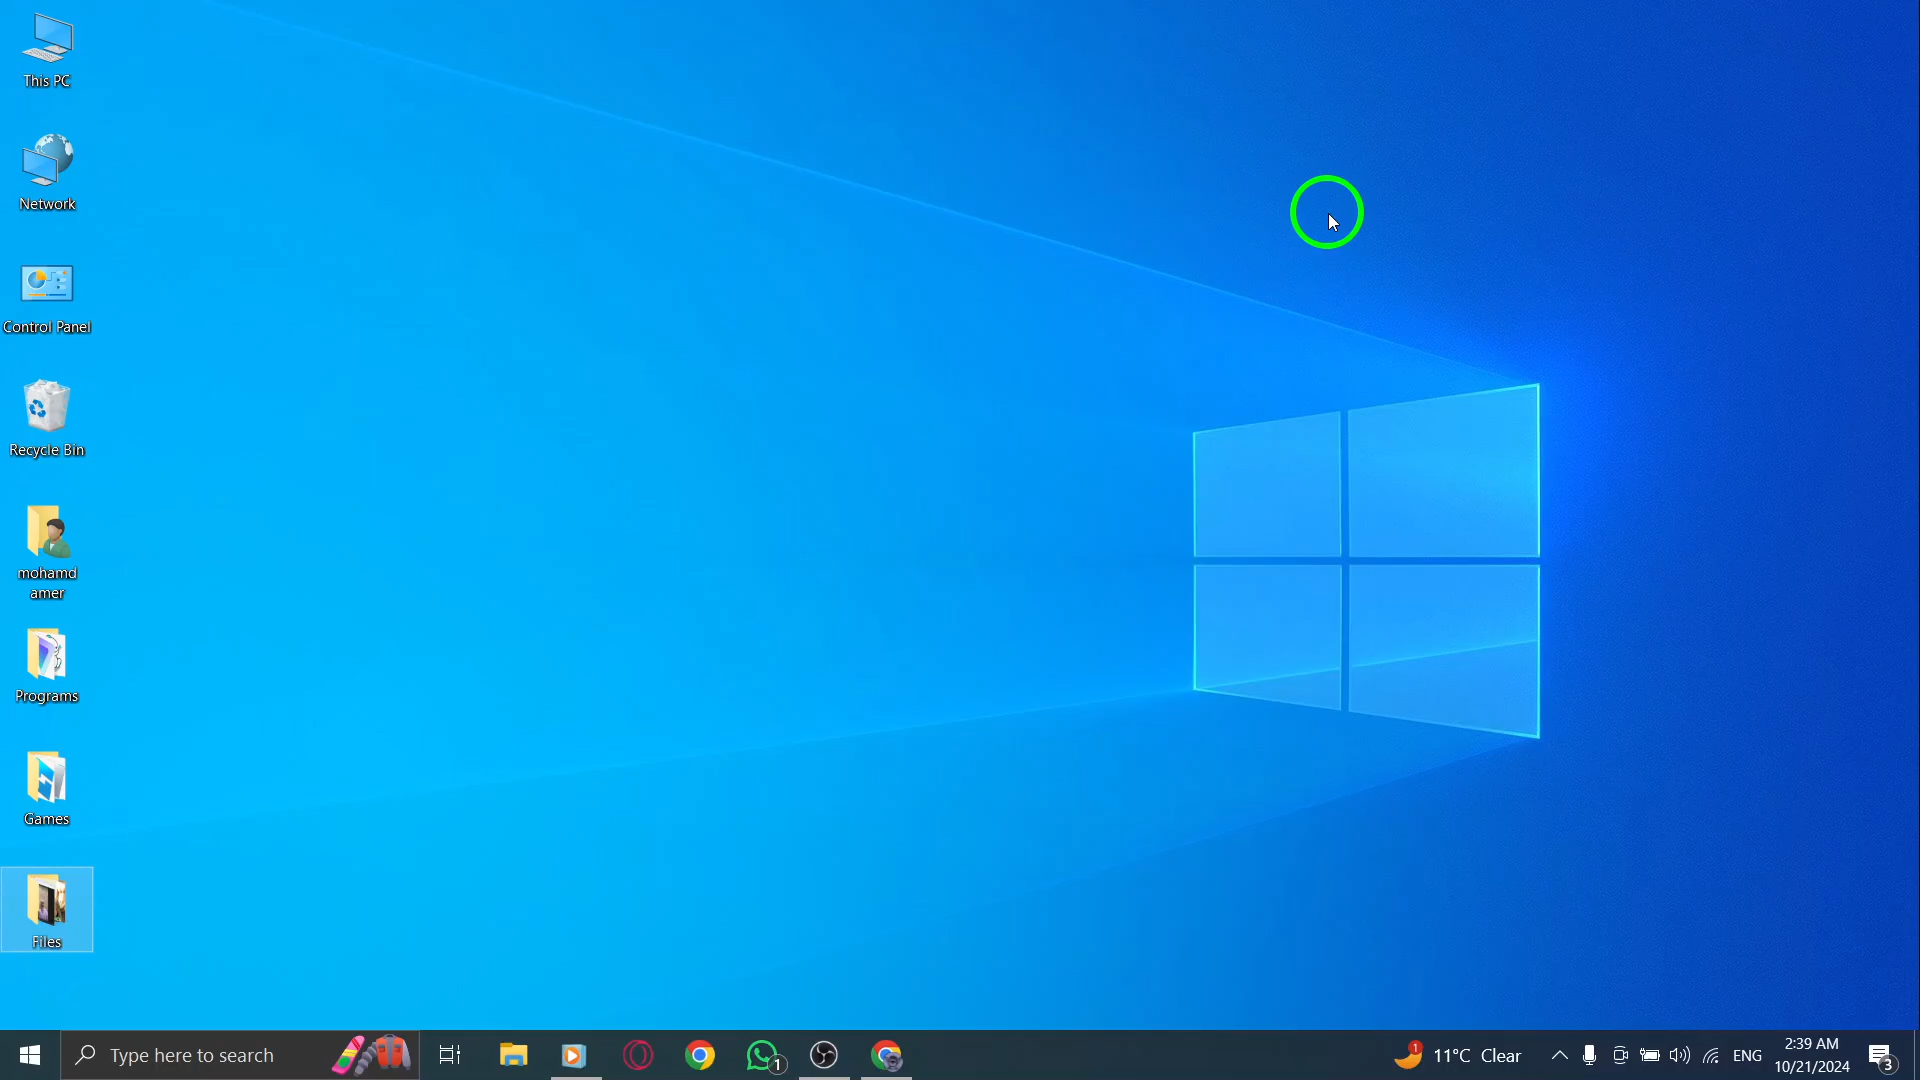 This PC
Network
Control Panel
Recycle Bin
mohamd
amer
Programs
Games
Files
Type here to search
1
1
11°C Clear
ENG
2:39 AM
10/21/2024
3